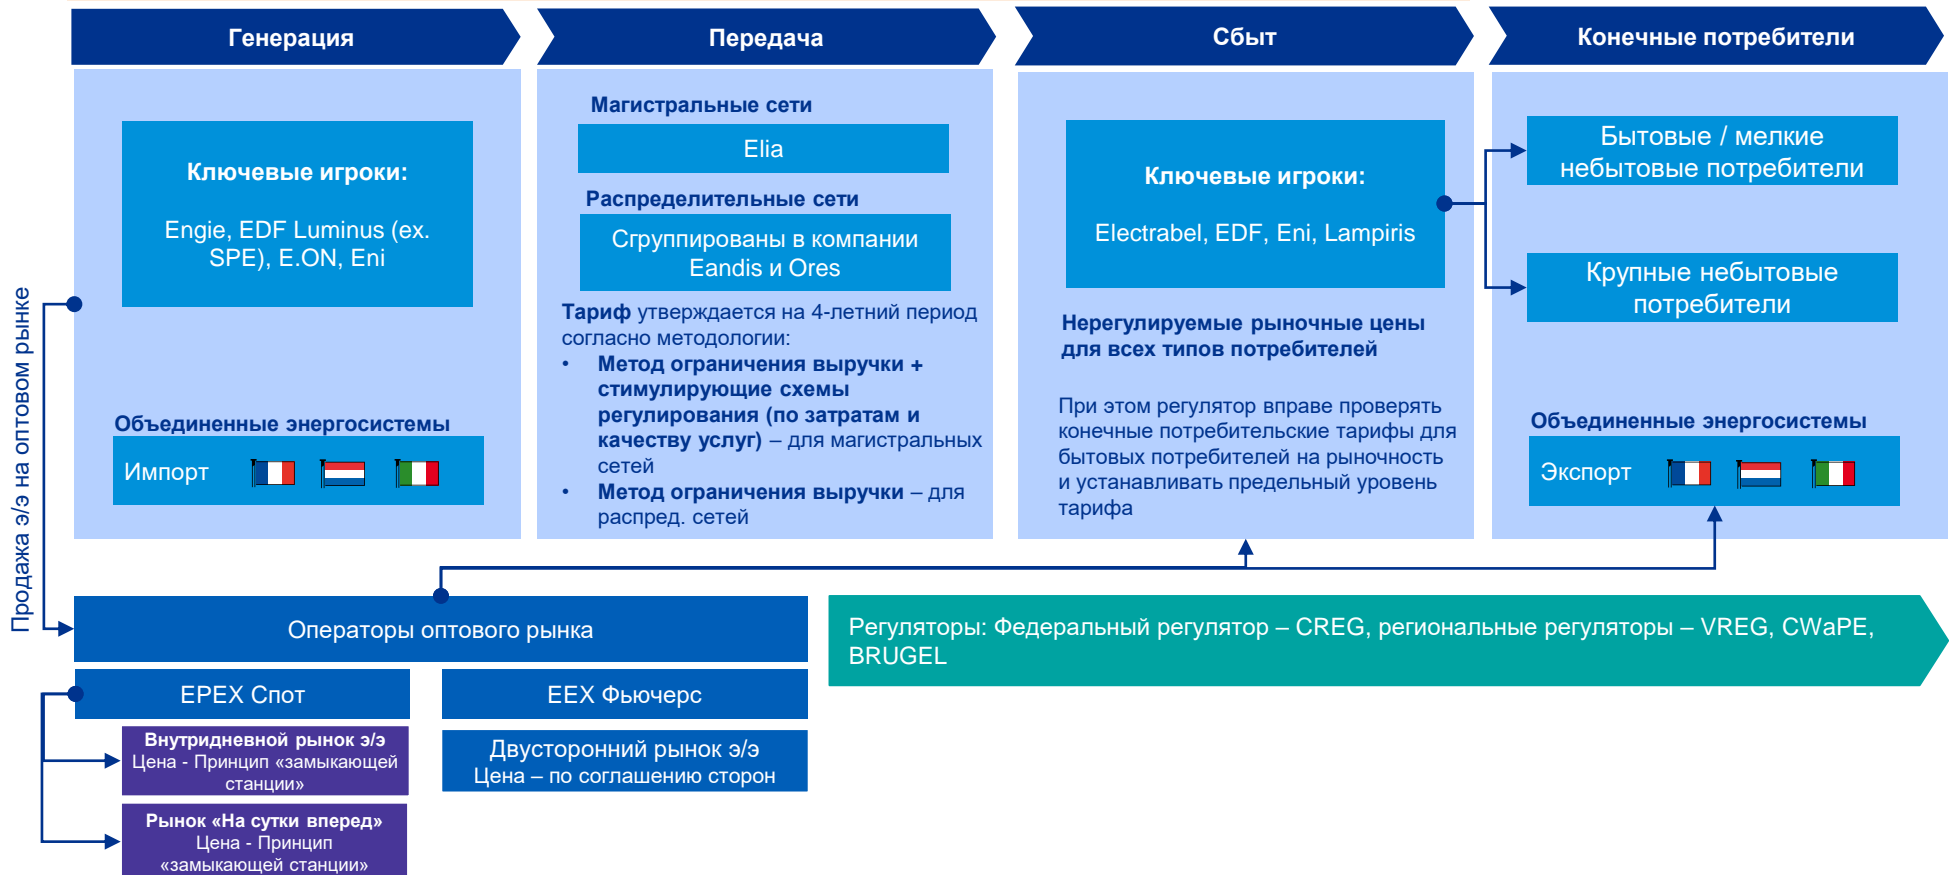 Генерация
Передача
Сбыт
Конечные потребители
Ключевые игроки:
Engie, EDF Luminus (ex.
SPE), E.ON, Eni
Объединенные энергосистемы
Импорт
Магистральные сети
Elia
Распределительные сети
Сгруппированы в компании
Eandis и Ores
Тариф утверждается на 4-летний период
согласно методологии:
• Метод ограничения выручки +
стимулирующие схемы
регулирования (по затратам и
качеству услуг) – для магистральных
сетей
• Метод ограничения выручки – для
распред. сетей
Ключевые игроки:
Electrabel, EDF, Eni, Lampiris
Нерегулируемые рыночные цены
для всех типов потребителей
При этом регулятор вправе проверять
конечные потребительские тарифы для
бытовых потребителей на рыночность
и устанавливать предельный уровень
тарифа
Бытовые / мелкие
небытовые потребители
Крупные небытовые
потребители
Объединенные энергосистемы
Экспорт
Продажа э/э на оптовом рынке
Операторы оптового рынка
Регуляторы: Федеральный регулятор – CREG, региональные регуляторы – VREG, CWaPE,
BRUGEL
EPEX Спот
EEX Фьючерс
Внутридневной рынок э/э
Цена - Принцип «замыкающей
станции»
Двусторонний рынок э/э
Цена – по соглашению сторон
Рынок «На сутки вперед»
Цена - Принцип
«замыкающей станции»